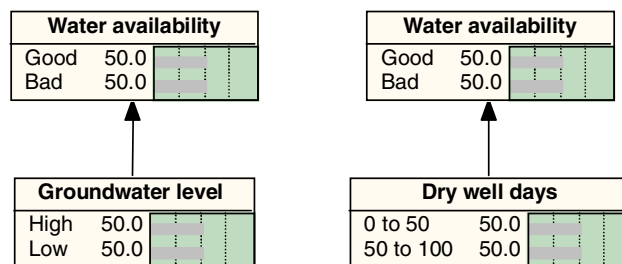 Water availability
Good 50.0
Bad 50.0
Groundwater level
High 50.0
Low 50.0
Water availability
Good 50.0
Bad 50.0
Dry well days
0 to 50 50.0
50 to 100 50.0